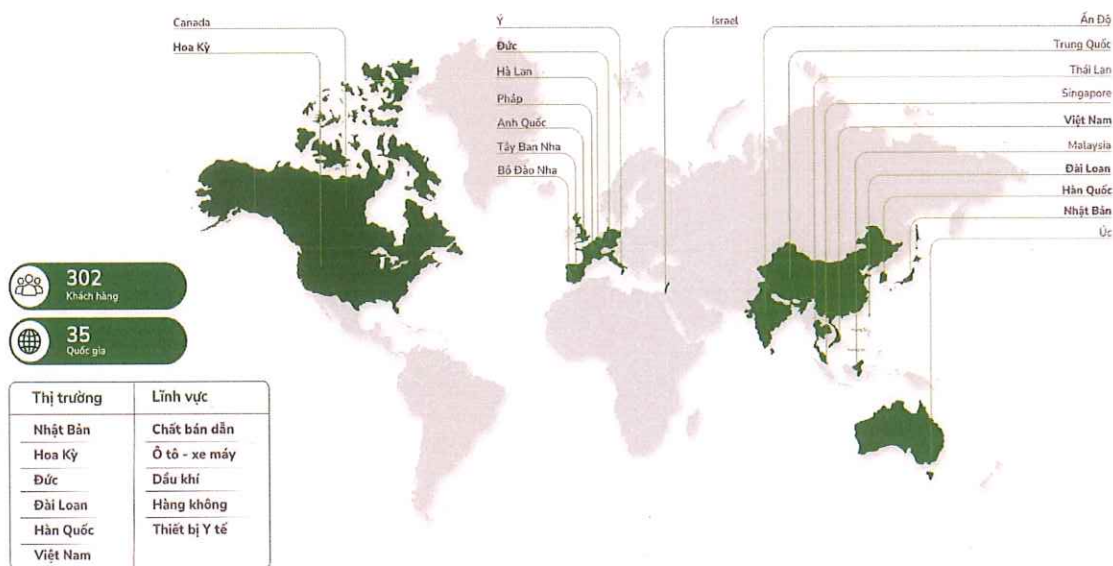 Canada
Hoa Kỳ
Ý
Đức
Hà Lan
Pháp
Anh Quốc
Tây Ban Nha
Bồ Đào Nha
Israel
Ấn Độ
Trung Quốc
Thái Lan
Singapore
Việt Nam
Malaysia
Đài Loan
Hàn Quốc
Nhật Bản
Úc
302
Khách hàng
35
Quốc gia
Thị trường
Lĩnh vực
Nhật Bản
Chất bán dẫn
Hoa Kỳ
Ô tô - xe máy
Đức
Dầu khí
Đài Loan
Hàng không
Hàn Quốc
Thiết bị Y tế
Việt Nam